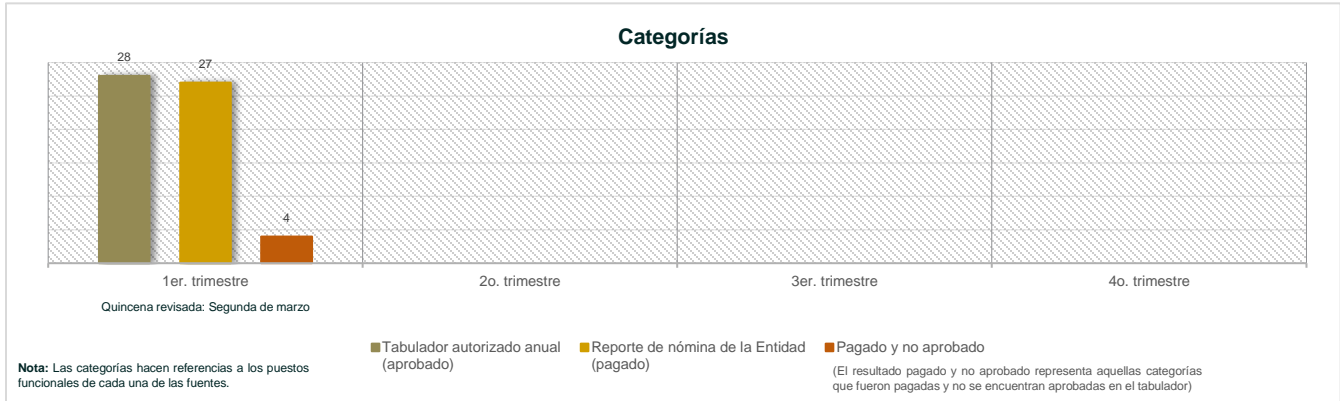 Categorías
28
27
4
1er. trimestre
2o. trimestre
3er. trimestre
4o. trimestre
Quincena revisada: Segunda de marzo
Tabulador autorizado anual
(aprobado)
Reporte de nómina de la Entidad
(pagado)
Pagado y no aprobado
(El resultado pagado y no aprobado representa aquellas categorías
que fueron pagadas y no se encuentran aprobadas en el tabulador)
Nota: Las categorías hacen referencias a los puestos
funcionales de cada una de las fuentes.